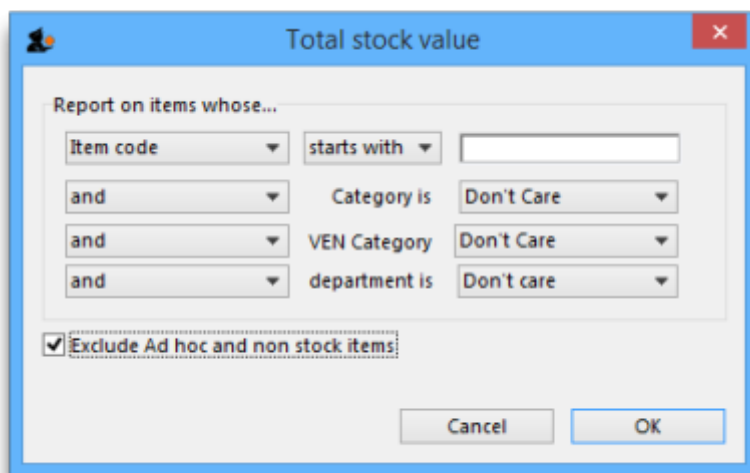 Total stock value
Report on items whose...
Item code starts with
and Category is Don't Care
and VEN Category Don't Care
and department is Don't care
Exclude Ad hoc and non stock items
Cancel OK